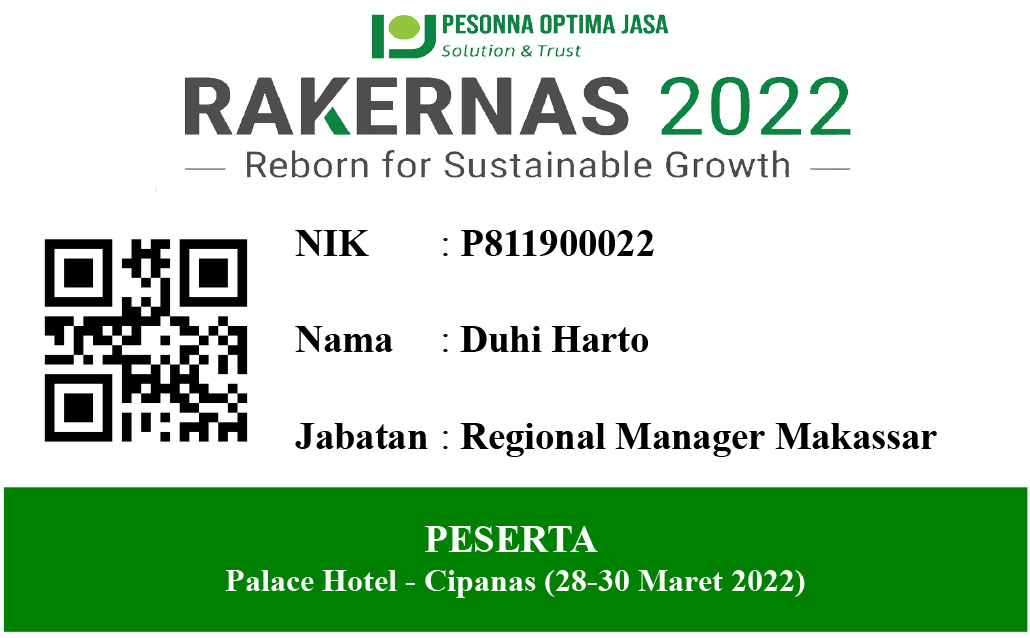 PESONNA OPTIMA JASA
Solution & Trust
RAKERNAS 2022
Reborn for Sustainable Growth
NIK : P811900022
Nama : Duhi Harto
Jabatan : Regional Manager Makassar
PESERTA
Palace Hotel - Cipanas (28-30 Maret 2022)